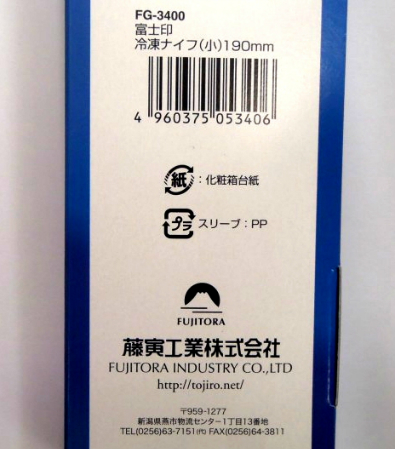 FG-3400
富士印
冷凍ナイフ(小)190mm
4 960375 053406
紙:化粧箱台紙
プラ スリーブ:PP
FUJITORA
藤寅工業株式会社
FUJITORA INDUSTRY CO.,LTD
http://tojiro.net/
〒959-1277
新潟県燕市物流センター1丁目13番地
TEL(0256)63-7151㈹ FAX(0256)64-3811